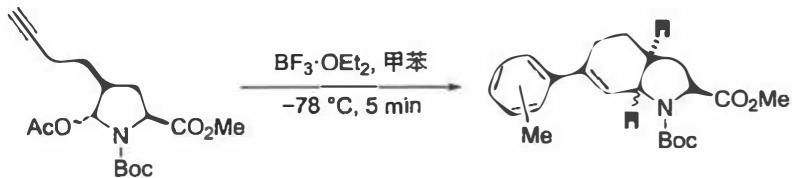 BF₃·OEt₂, 甲苯
−78 °C, 5 min
AcO
N
CO₂Me
Boc
Me
H
H
N
CO₂Me
Boc